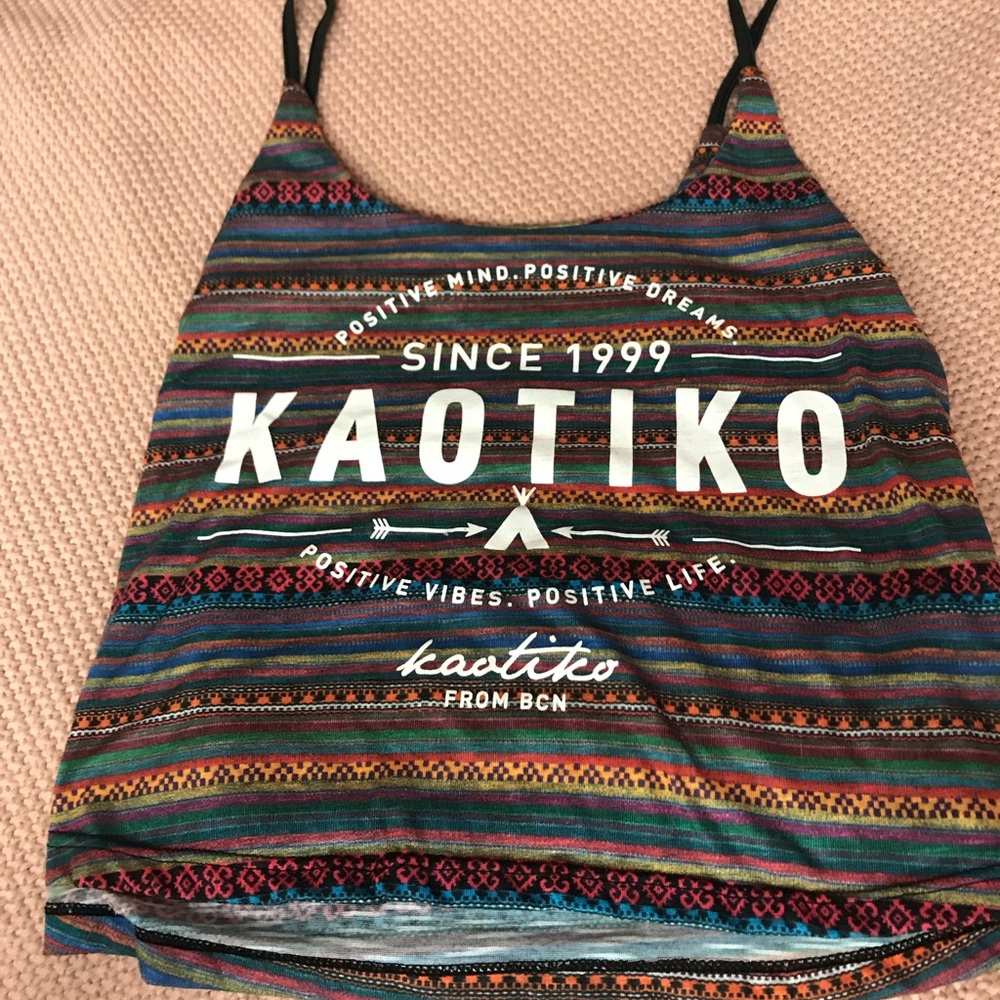 POSITIVE MIND.POSITIVE DREAMS.
SINCE 1999
KAOTIKO
POSITIVE VIBES. POSITIVE LIFE.
kaotiko
FROM BCN